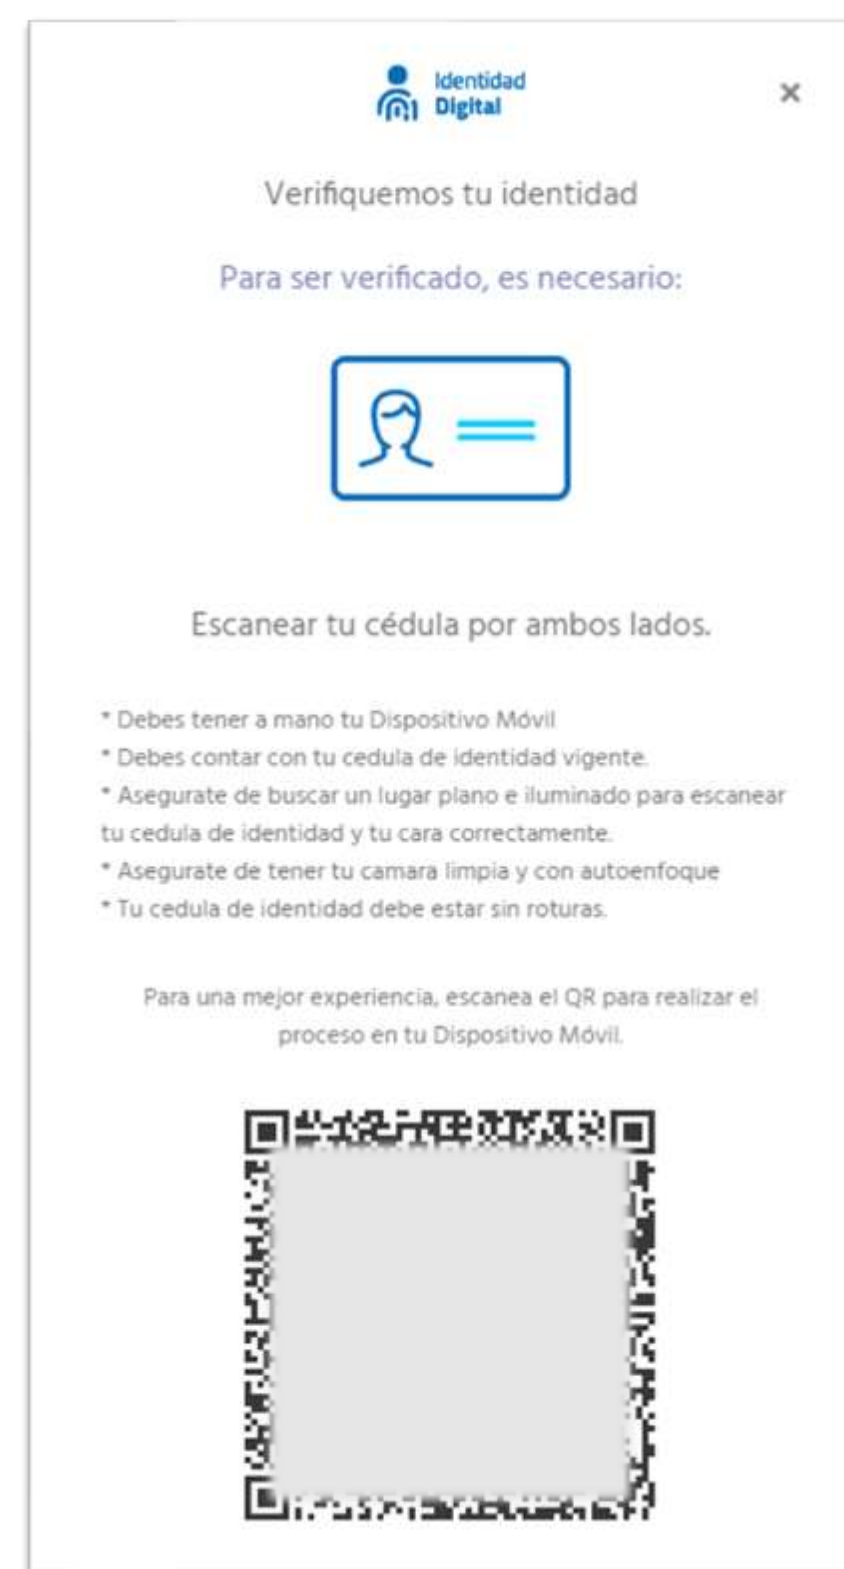 Identidad
Digital
×
Verifiquemos tu identidad
Para ser verificado, es necesario:
Escanear tu cédula por ambos lados.
* Debes tener a mano tu Dispositivo Móvil
* Debes contar con tu cedula de identidad vigente.
* Asegurate de buscar un lugar plano e iluminado para escanear
tu cedula de identidad y tu cara correctamente.
* Asegurate de tener tu camara limpia y con autoenfoque
* Tu cedula de identidad debe estar sin roturas.
Para una mejor experiencia, escanea el QR para realizar el
proceso en tu Dispositivo Móvil.